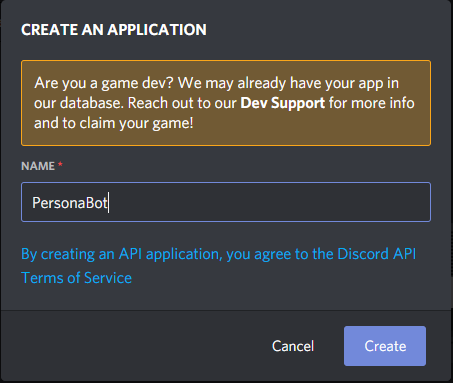 CREATE AN APPLICATION
Are you a game dev? We may already have your app in
our database. Reach out to our Dev Support for more info
and to claim your game!
NAME *
PersonaBot
By creating an API application, you agree to the Discord API
Terms of Service
Cancel
Create